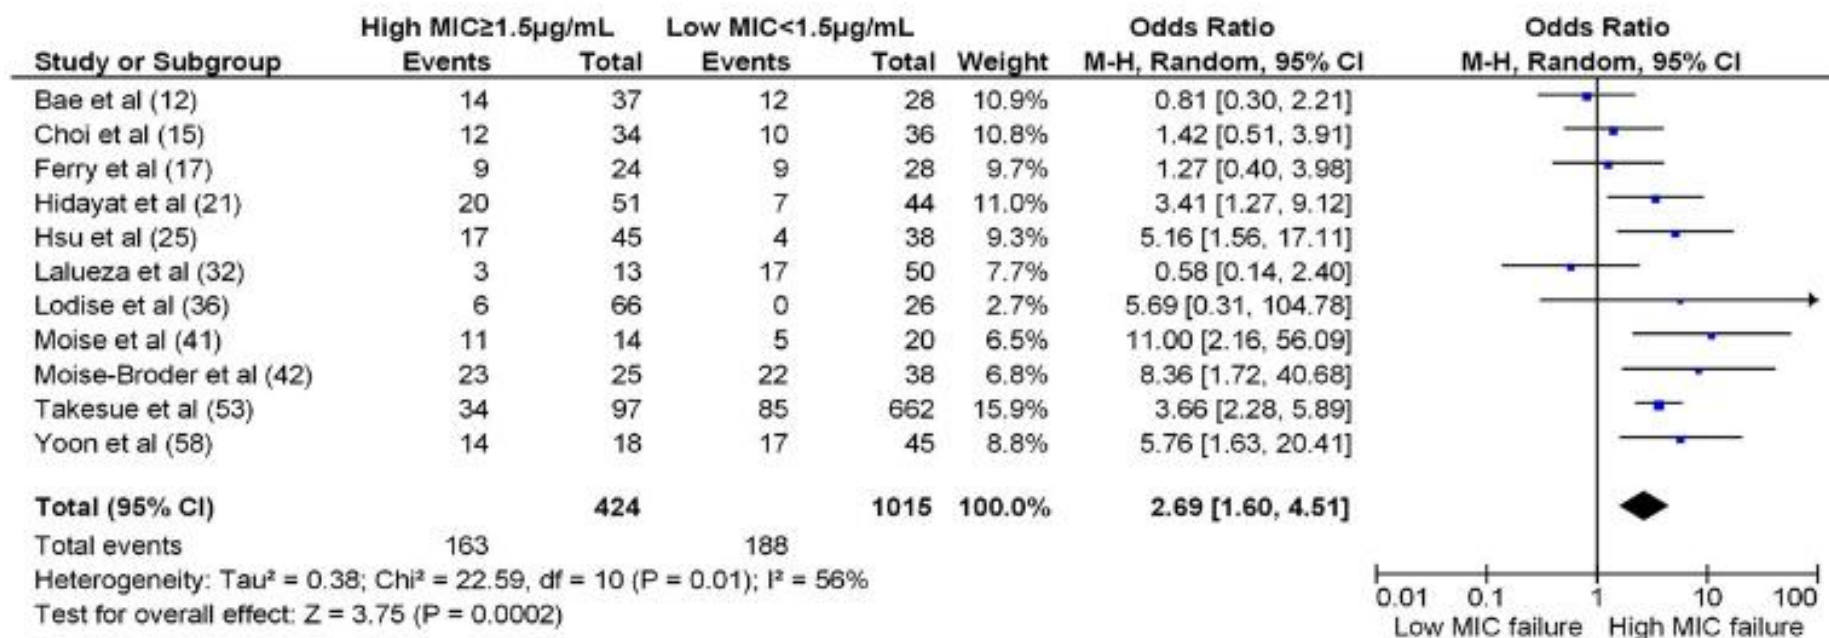 High MIC≥1.5µg/mL Low MIC<1.5µg/mL Odds Ratio Odds Ratio
Study or Subgroup Events Total Events Total Weight M-H, Random, 95% CI M-H, Random, 95% CI
Bae et al (12) 14 37 12 28 10.9% 0.81 [0.30, 2.21]
Choi et al (15) 12 34 10 36 10.8% 1.42 [0.51, 3.91]
Ferry et al (17) 9 24 9 28 9.7% 1.27 [0.40, 3.98]
Hidayat et al (21) 20 51 7 44 11.0% 3.41 [1.27, 9.12]
Hsu et al (25) 17 45 4 38 9.3% 5.16 [1.56, 17.11]
Lalueza et al (32) 3 13 17 50 7.7% 0.58 [0.14, 2.40]
Lodise et al (36) 6 66 0 26 2.7% 5.69 [0.31, 104.78]
Moise et al (41) 11 14 5 20 6.5% 11.00 [2.16, 56.09]
Moise-Broder et al (42) 23 25 22 38 6.8% 8.36 [1.72, 40.68]
Takesue et al (53) 34 97 85 662 15.9% 3.66 [2.28, 5.89]
Yoon et al (58) 14 18 17 45 8.8% 5.76 [1.63, 20.41]
Total (95% CI) 424 1015 100.0% 2.69 [1.60, 4.51]
Total events 163 188
Heterogeneity: Tau² = 0.38; Chi² = 22.59, df = 10 (P = 0.01); I² = 56%
Test for overall effect: Z = 3.75 (P = 0.0002)
0.01 0.1 1 10 100
Low MIC failure High MIC failure